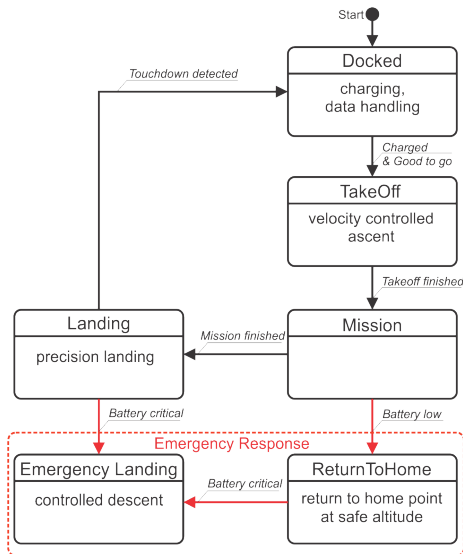 Start
Docked
charging,
data handling
Touchdown detected
Charged
& Good to go
TakeOff
velocity controlled
ascent
Takeoff finished
Landing
precision landing
Mission finished
Mission
Battery critical
Battery low
Emergency Response
Emergency Landing
controlled descent
Battery critical
ReturnToHome
return to home point
at safe altitude